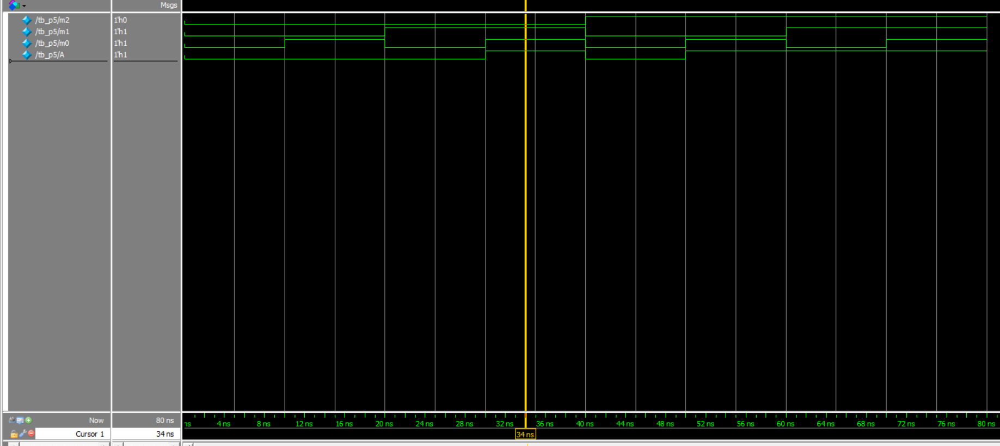 Msgs
/tb_p5/m2 1'h0
/tb_p5/m1 1'h1
/tb_p5/m0 1'h1
/tb_p5/A 1'h1
Now 80 ns
ns 4 ns 8 ns 12 ns 16 ns 20 ns 24 ns 28 ns 32 ns 36 ns 40 ns 44 ns 48 ns 52 ns 56 ns 60 ns 64 ns 68 ns 72 ns 76 ns 80 ns
Cursor 1 34 ns
34 ns